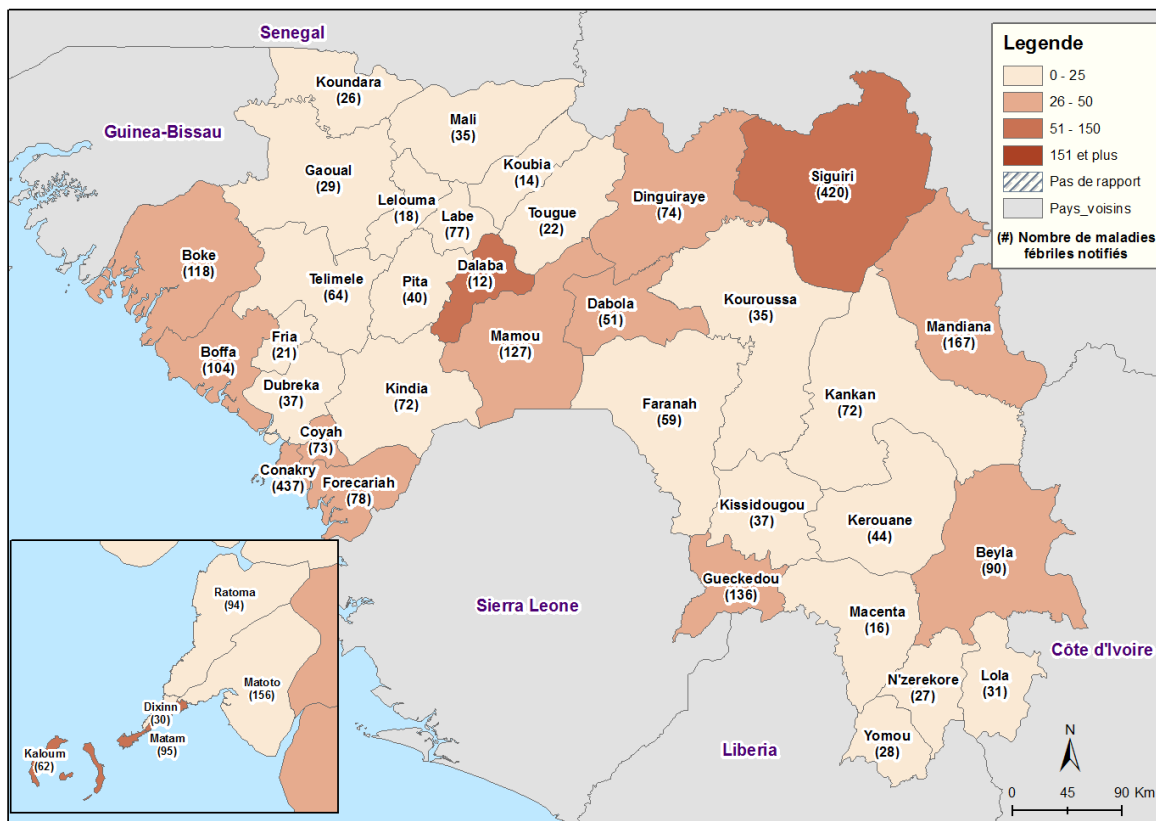 Senegal
Koundara
(26)
Guinea-Bissau
Mali
(35)
Gaoual
(29)
Koubia
(14)
Lelouma
(18)
Labe
(77)
Tougue
(22)
Dinguiraye
(74)
Siguiri
(420)
Boke
(118)
Telimele
(64)
Pita
(40)
Dalaba
(12)
Dabola
(51)
Kouroussa
(35)
Mandiana
(167)
Boffa
(104)
Fria
(21)
Mamou
(127)
Dubreka
(37)
Kindia
(72)
Faranah
(59)
Kankan
(72)
Coyah
(73)
Conakry
(437)
Forecariah
(78)
Kissidougou
(37)
Kerouane
(44)
Beyla
(90)
Gueckedou
(136)
Sierra Leone
Macenta
(16)
Côte d'Ivoire
N'zerekore
(27)
Lola
(31)
Yomou
(28)
Liberia
Ratoma
(94)
Matoto
(156)
Dixinn
(30)
Matam
(95)
Kaloum
(62)
Legende
0 - 25
26 - 50
51 - 150
151 et plus
Pas de rapport
Pays_voisins
(#) Nombre de maladies
fébriles notifiés
N
0 45 90 Km